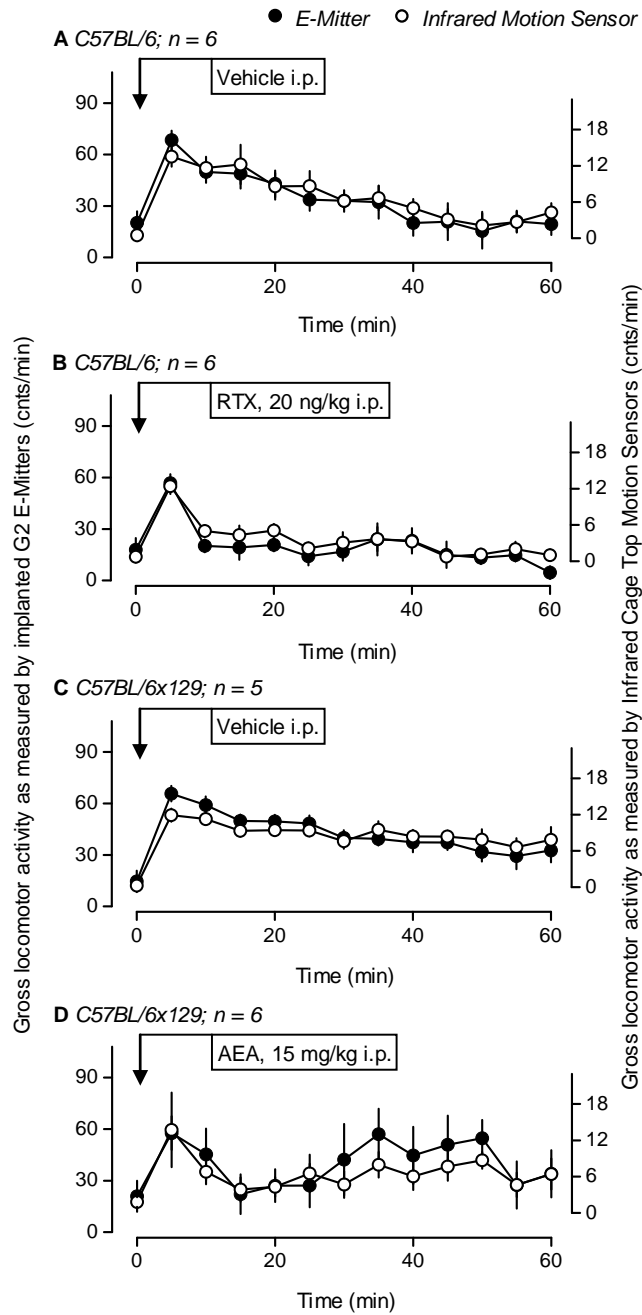 ● E-Mitter ○ Infrared Motion Sensor
A C57BL/6; n = 6
Vehicle i.p.
90
60
30
0
18
12
6
0
0 20 40 60
Time (min)
B C57BL/6; n = 6
RTX, 20 ng/kg i.p.
90
60
30
0
18
12
6
0
0 20 40 60
Time (min)
C C57BL/6x129; n = 5
Vehicle i.p.
90
60
30
0
18
12
6
0
0 20 40 60
Time (min)
D C57BL/6x129; n = 6
AEA, 15 mg/kg i.p.
90
60
30
0
18
12
6
0
0 20 40 60
Time (min)
Gross locomotor activity as measured by implanted G2 E-Mitters (cnts/min)
Gross locomotor activity as measured by Infrared Cage Top Motion Sensors (cnts/min)